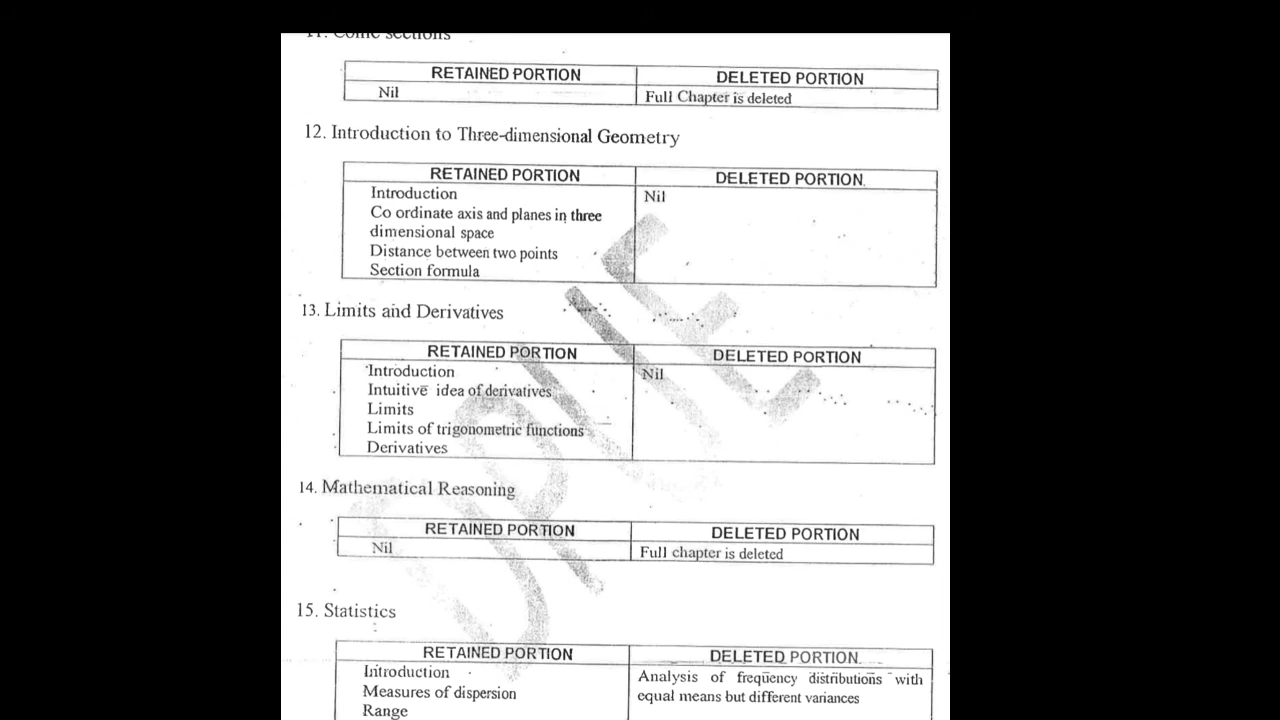 11. Conic sections
RETAINED PORTION DELETED PORTION
Nil Full Chapter is deleted
12. Introduction to Three-dimensional Geometry
RETAINED PORTION DELETED PORTION
Introduction Nil
Co ordinate axis and planes in three
dimensional space
Distance between two points
Section formula
13. Limits and Derivatives
RETAINED PORTION DELETED PORTION
Introduction Nil
Intuitive idea of derivatives
Limits
Limits of trigonometric functions
Derivatives
14. Mathematical Reasoning
RETAINED PORTION DELETED PORTION
Nil Full chapter is deleted
15. Statistics
RETAINED PORTION DELETED PORTION
Introduction Analysis of frequency distributions with
Measures of dispersion equal means but different variances
Range